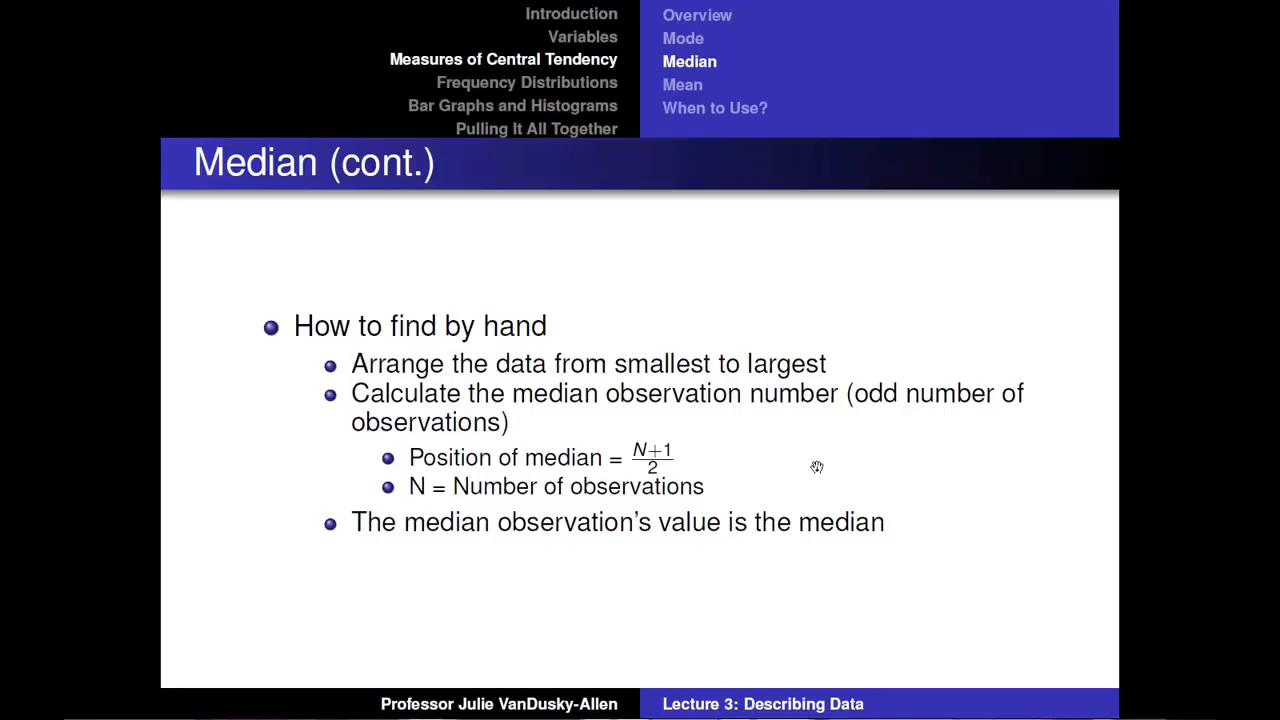 Introduction
Variables
Measures of Central Tendency
Frequency Distributions
Bar Graphs and Histograms
Pulling It All Together
Overview
Mode
Median
Mean
When to Use?
Median (cont.)
How to find by hand
Arrange the data from smallest to largest
Calculate the median observation number (odd number of
observations)
Position of median = \frac{N+1}{2}
N = Number of observations
The median observation's value is the median
Professor Julie VanDusky-Allen
Lecture 3: Describing Data